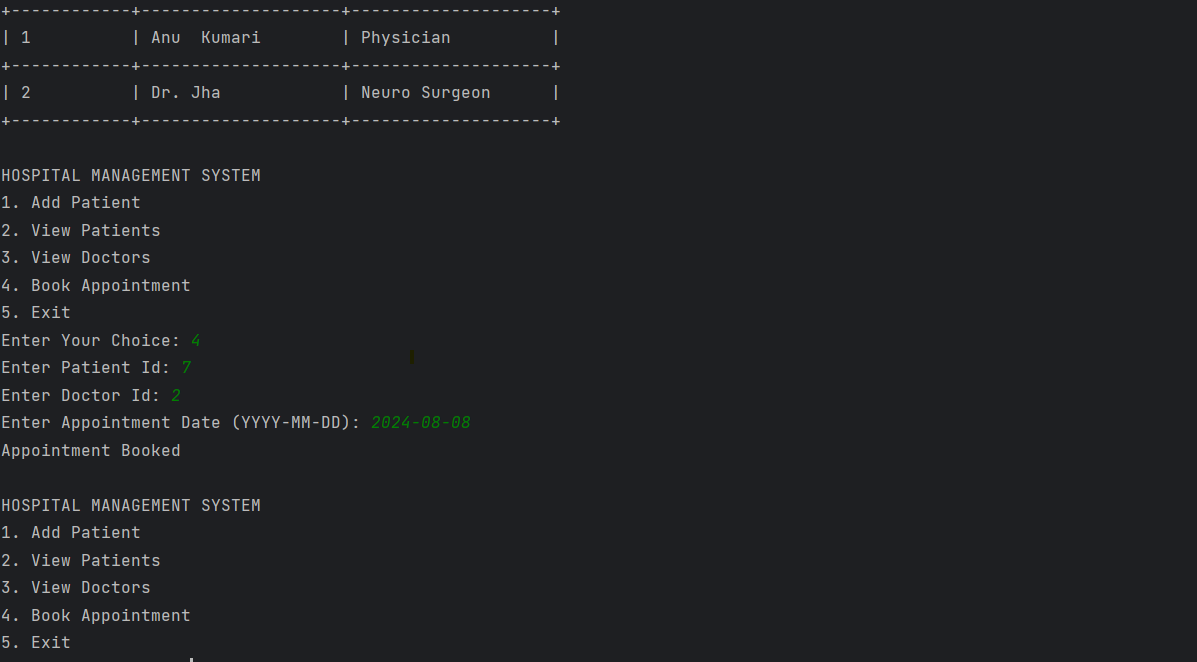 +------------+--------------------+--------------------+
| 1          | Anu  Kumari        | Physician          |
+------------+--------------------+--------------------+
| 2          | Dr. Jha            | Neuro Surgeon      |
+------------+--------------------+--------------------+
HOSPITAL MANAGEMENT SYSTEM
1. Add Patient
2. View Patients
3. View Doctors
4. Book Appointment
5. Exit
Enter Your Choice: 4
Enter Patient Id: 7
Enter Doctor Id: 2
Enter Appointment Date (YYYY-MM-DD): 2024-08-08
Appointment Booked
HOSPITAL MANAGEMENT SYSTEM
1. Add Patient
2. View Patients
3. View Doctors
4. Book Appointment
5. Exit